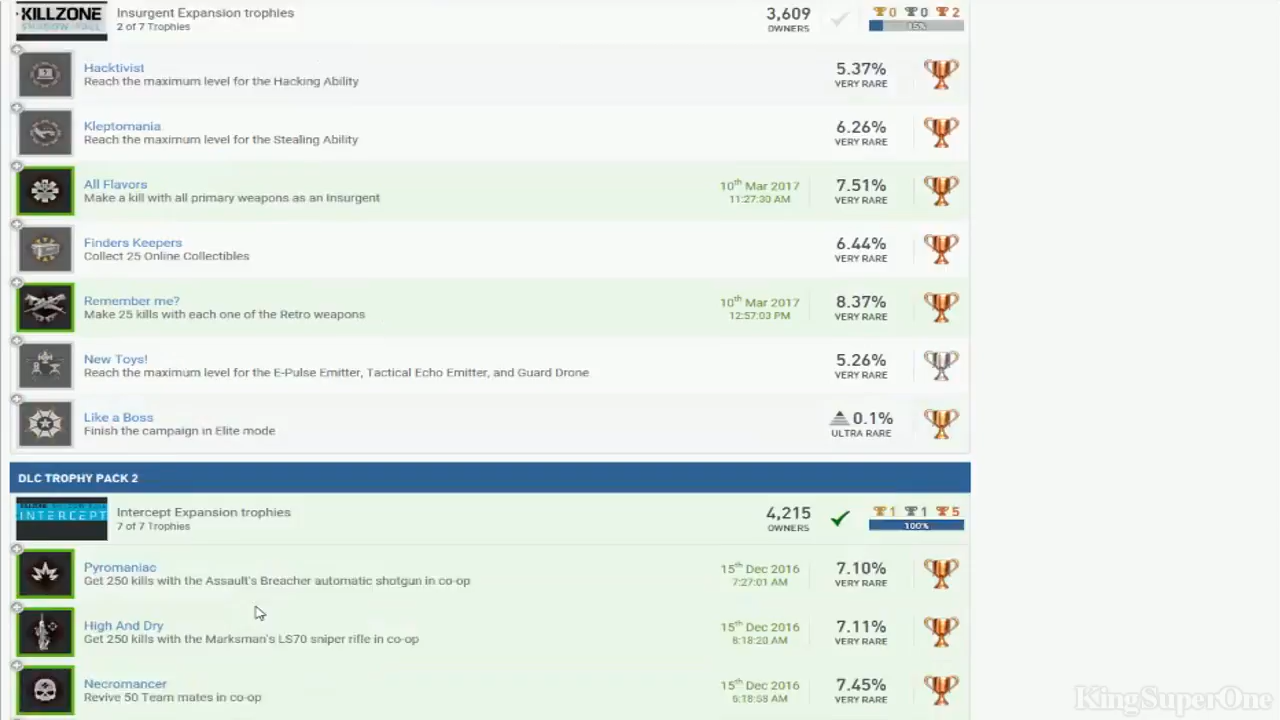 KILLZONE
SHADOW FALL
Insurgent Expansion trophies
2 of 7 Trophies
3,609
OWNERS
0 0 2
15%
Hacktivist
Reach the maximum level for the Hacking Ability
5.37%
VERY RARE
Kleptomania
Reach the maximum level for the Stealing Ability
6.26%
VERY RARE
All Flavors
Make a kill with all primary weapons as an Insurgent
10th Mar 2017
11:27:30 AM
7.51%
VERY RARE
Finders Keepers
Collect 25 Online Collectibles
6.44%
VERY RARE
Remember me?
Make 25 kills with each one of the Retro weapons
10th Mar 2017
12:57:03 PM
8.37%
VERY RARE
New Toys!
Reach the maximum level for the E-Pulse Emitter, Tactical Echo Emitter, and Guard Drone
5.26%
VERY RARE
Like a Boss
Finish the campaign in Elite mode
0.1%
ULTRA RARE
DLC TROPHY PACK 2
INTERCEPT
Intercept Expansion trophies
7 of 7 Trophies
4,215
OWNERS
1 1 5
100%
Pyromaniac
Get 250 kills with the Assault's Breacher automatic shotgun in co-op
15th Dec 2016
7:27:01 AM
7.10%
VERY RARE
High And Dry
Get 250 kills with the Marksman's LS70 sniper rifle in co-op
15th Dec 2016
8:18:20 AM
7.11%
VERY RARE
Necromancer
Revive 50 Team mates in co-op
15th Dec 2016
6:18:58 AM
7.45%
VERY RARE
KingSuperOne